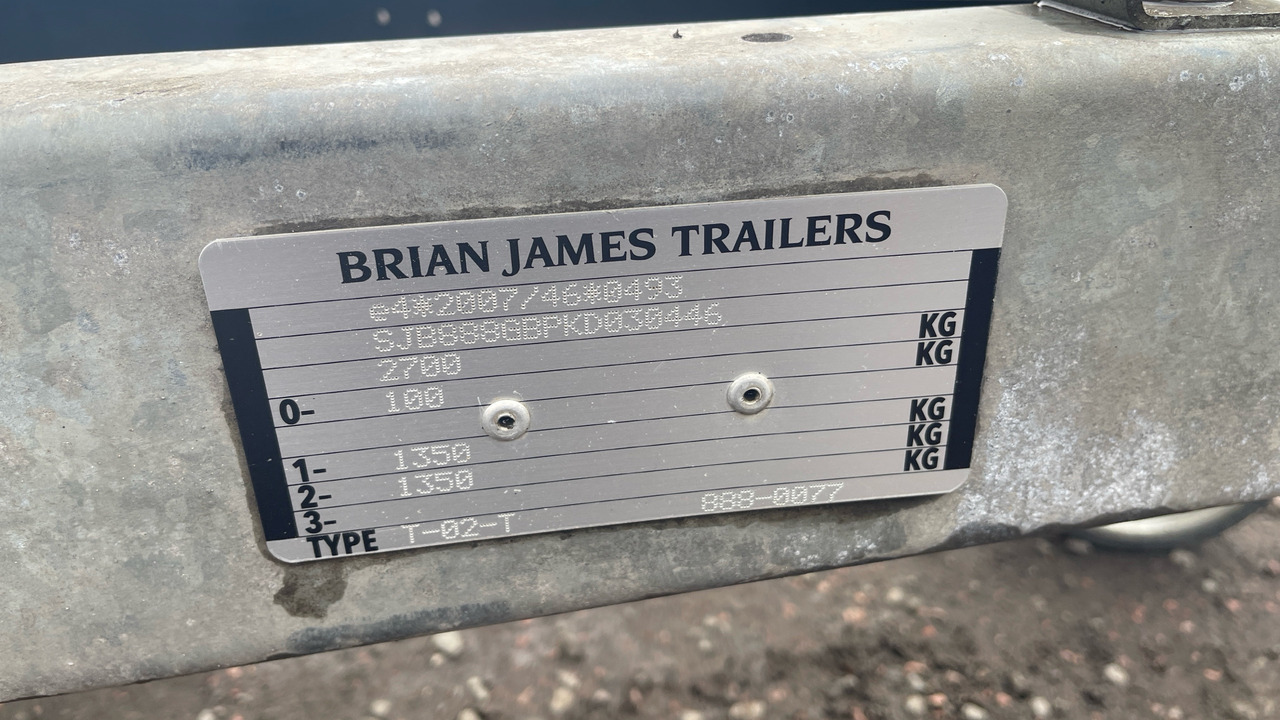 BRIAN JAMES TRAILERS
e4*2007/46*0493
SJB888BBPKD030446
2700 KG
0- 100 KG
1- 1350 KG
2- 1350 KG
3- KG
TYPE T-02-T 888-0077